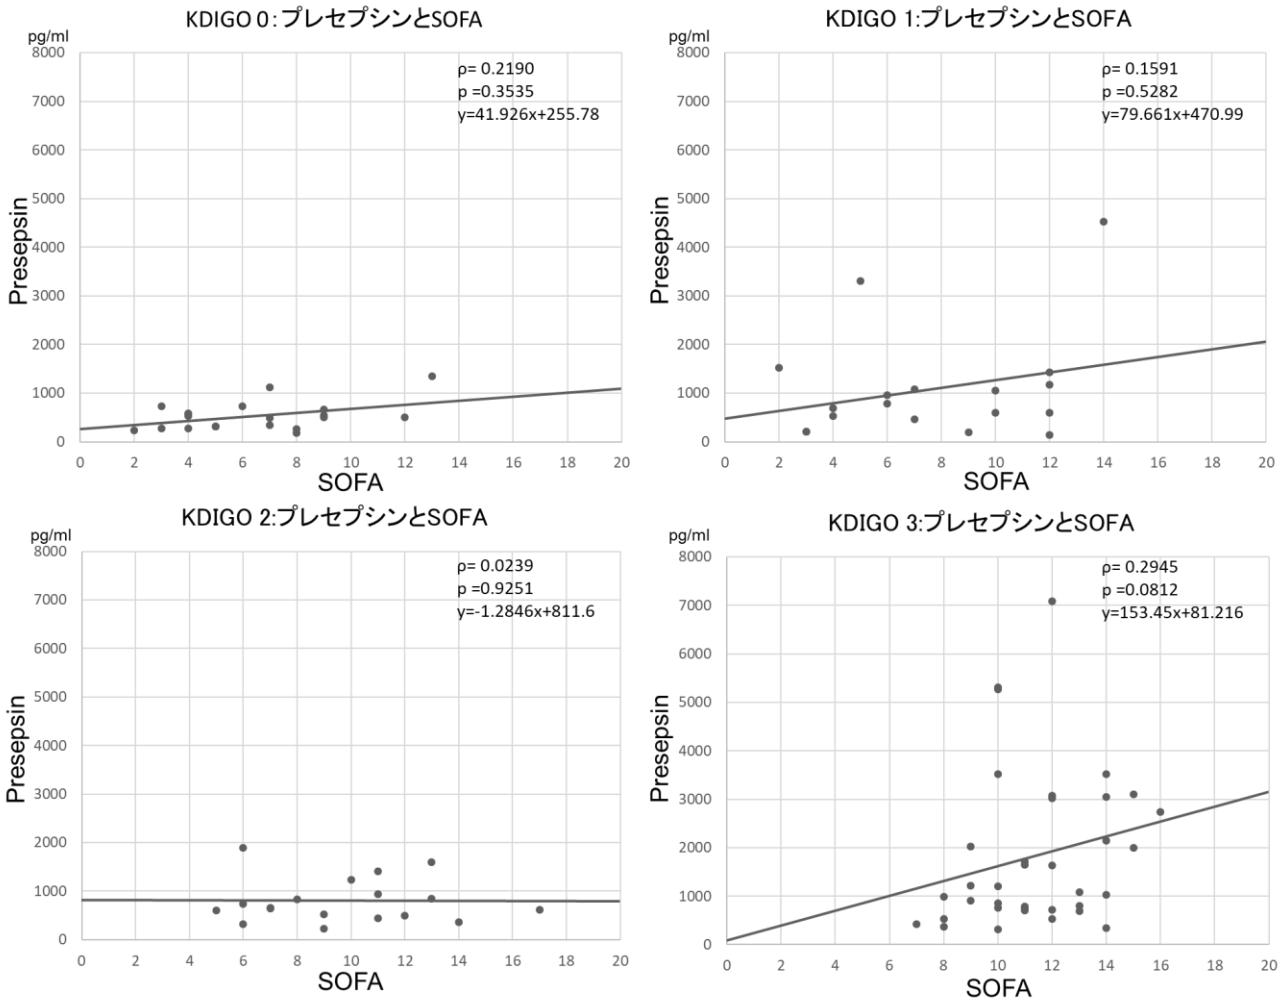 KDIGO 0：プレセプシンとSOFA
pg/ml
8000
7000
6000
5000
4000
3000
2000
1000
0
Presepsin
ρ= 0.2190
p =0.3535
y=41.926x+255.78
0 2 4 6 8 10 12 14 16 18 20
SOFA
KDIGO 1:プレセプシンとSOFA
pg/ml
8000
7000
6000
5000
4000
3000
2000
1000
0
Presepsin
ρ= 0.1591
p =0.5282
y=79.661x+470.99
0 2 4 6 8 10 12 14 16 18 20
SOFA
KDIGO 2:プレセプシンとSOFA
pg/ml
8000
7000
6000
5000
4000
3000
2000
1000
0
Presepsin
ρ= 0.0239
p =0.9251
y=-1.2846x+811.6
0 2 4 6 8 10 12 14 16 18 20
SOFA
KDIGO 3:プレセプシンとSOFA
pg/ml
8000
7000
6000
5000
4000
3000
2000
1000
0
Presepsin
ρ= 0.2945
p =0.0812
y=153.45x+81.216
0 2 4 6 8 10 12 14 16 18 20
SOFA